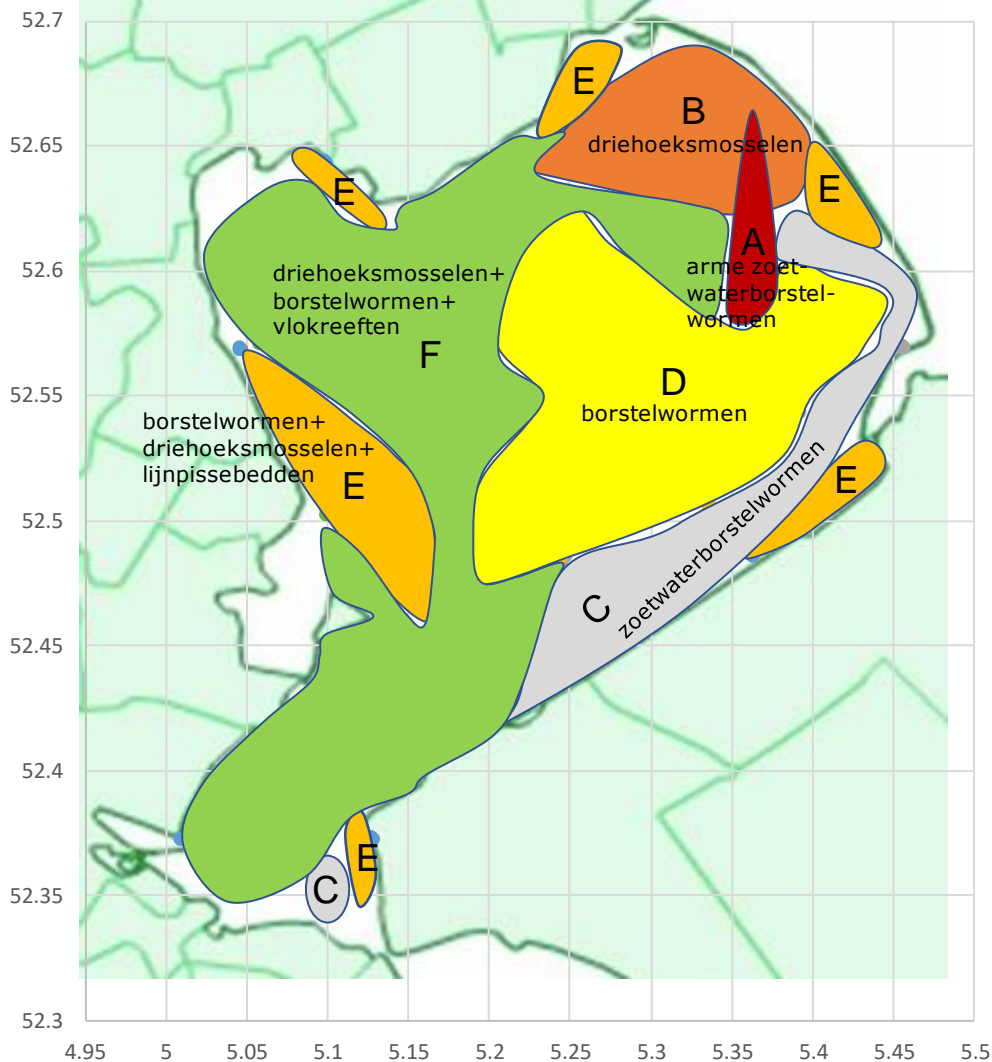 52.7
52.65
52.6
52.55
52.5
52.45
52.4
52.35
52.3
4.95
5
5.05
5.1
5.15
5.2
5.25
5.3
5.35
5.4
5.45
5.5
E
B
driehoeksmosselen
E
E
A
arme zoet-
waterborstel-
wormen
driehoeksmosselen+
borstelwormen+
vlokreeften
F
D
borstelwormen
borstelwormen+
driehoeksmosselen+
lijnpissebedden
E
E
C
zoetwaterborstelwormen
E
C